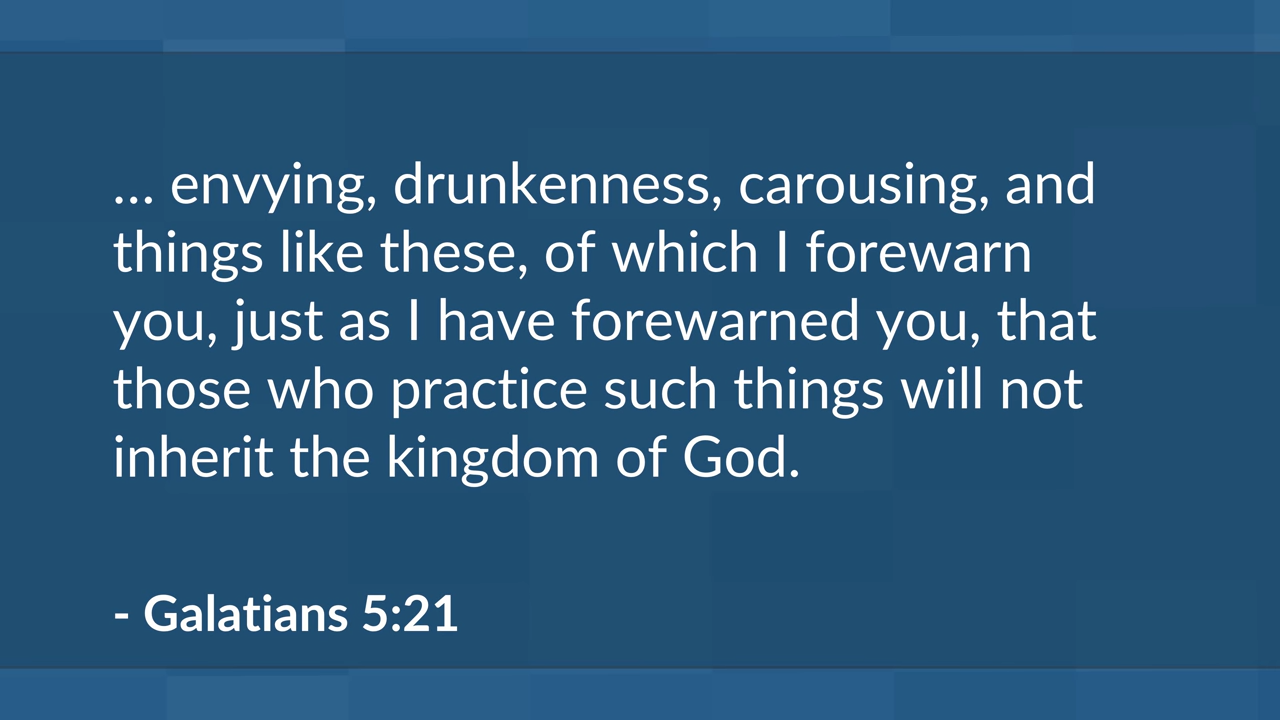 ... envying, drunkenness, carousing, and
things like these, of which I forewarn
you, just as I have forewarned you, that
those who practice such things will not
inherit the kingdom of God.
- Galatians 5:21